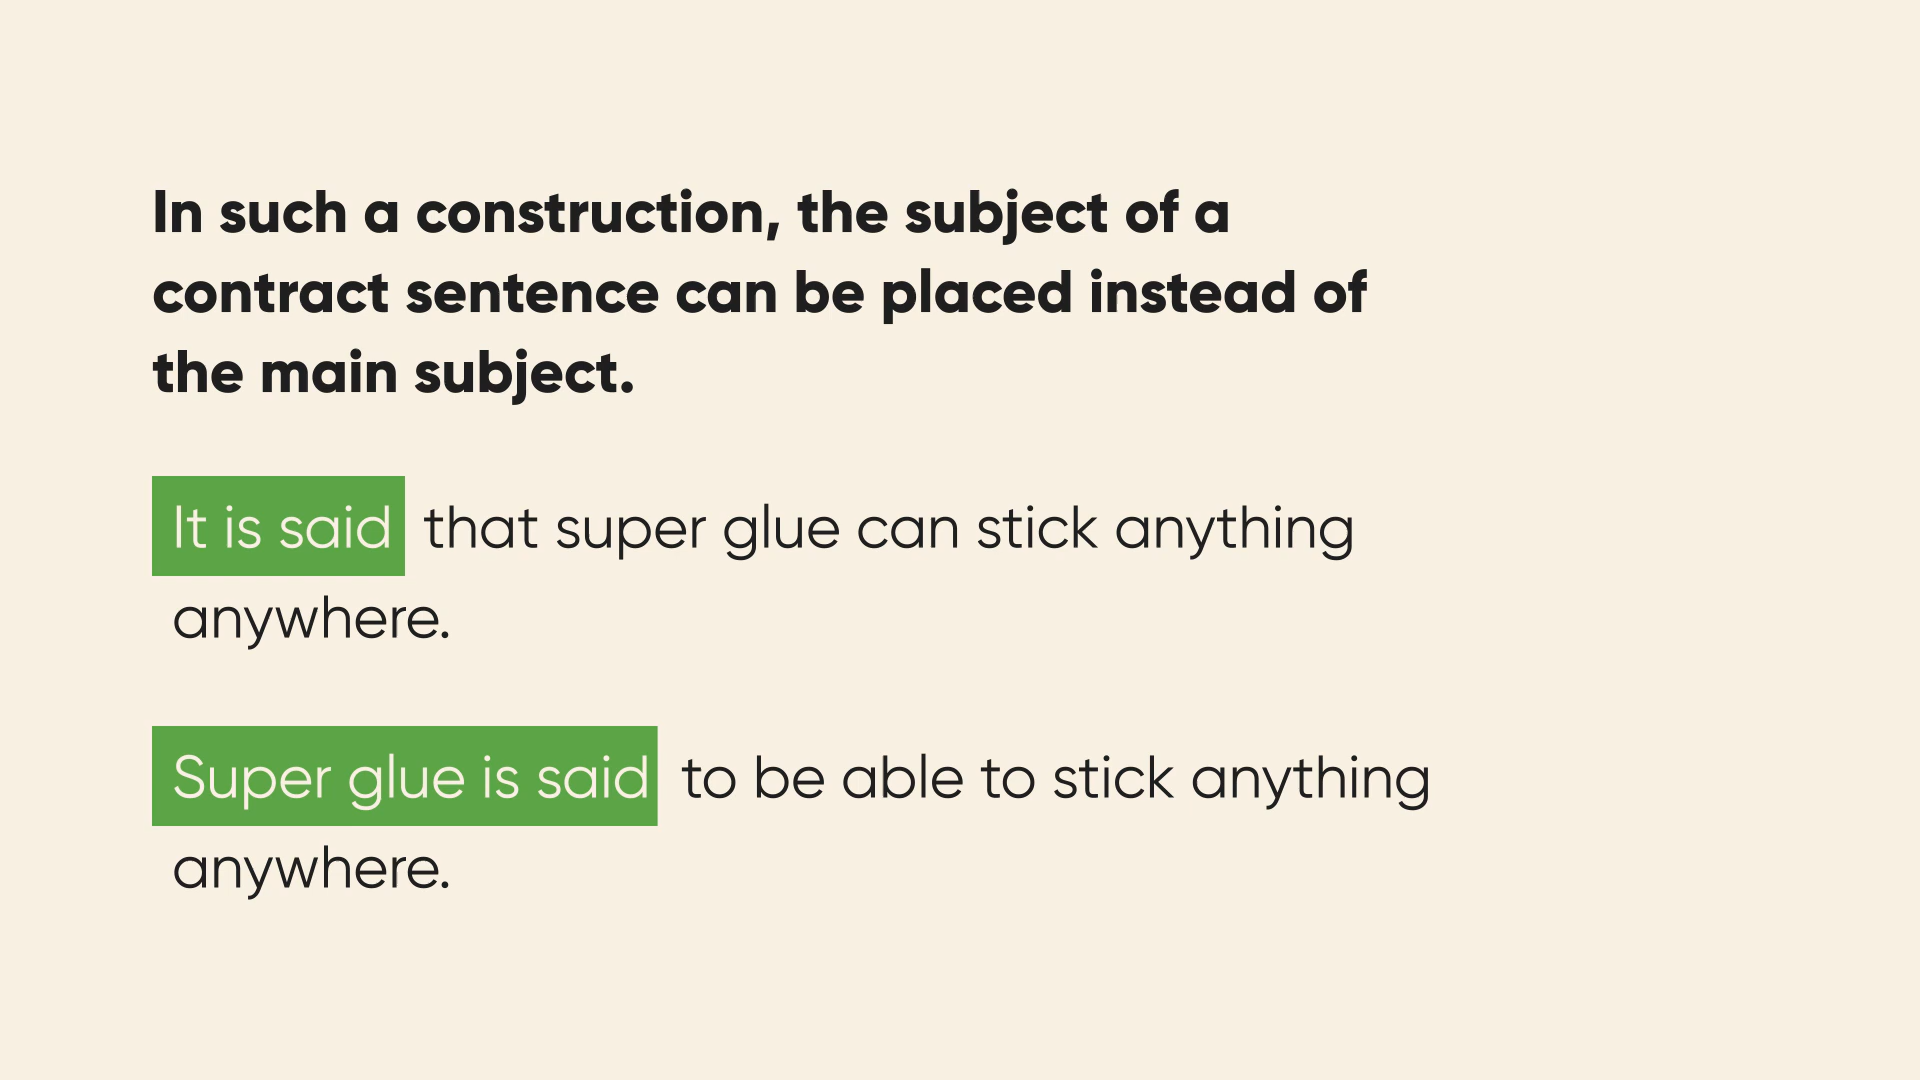 In such a construction, the subject of a
contract sentence can be placed instead of
the main subject.
It is said that super glue can stick anything
anywhere.
Super glue is said to be able to stick anything
anywhere.